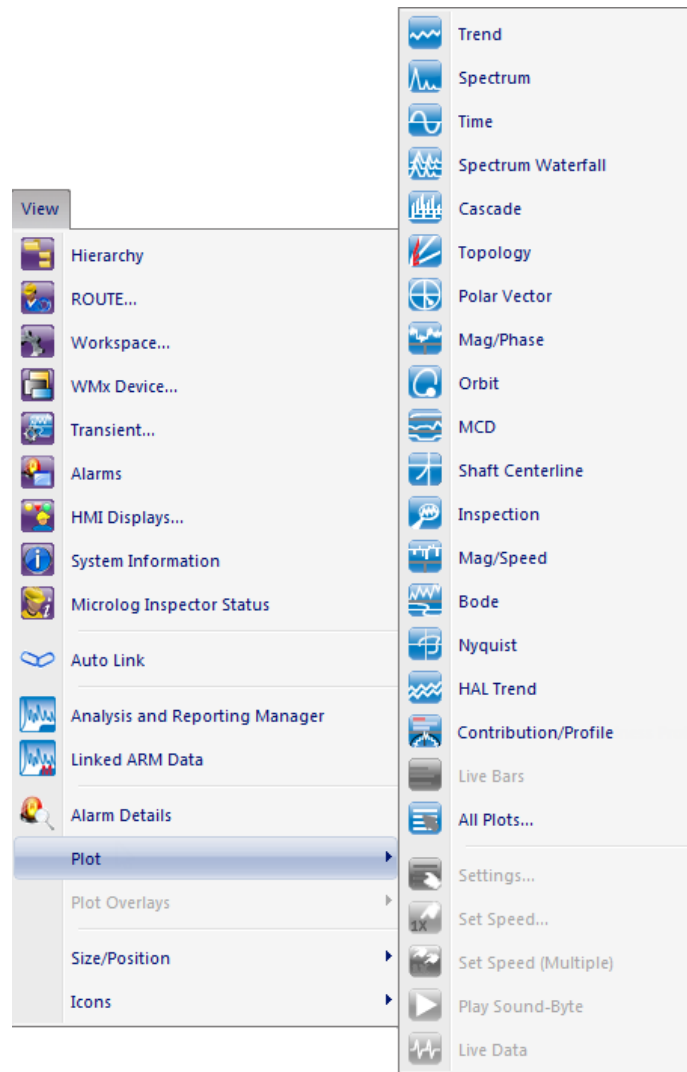 View
Hierarchy
ROUTE...
Workspace...
WMx Device...
Transient...
Alarms
HMI Displays...
System Information
Microlog Inspector Status
Auto Link
Analysis and Reporting Manager
Linked ARM Data
Alarm Details
Plot
Plot Overlays
Size/Position
Icons
Trend
Spectrum
Time
Spectrum Waterfall
Cascade
Topology
Polar Vector
Mag/Phase
Orbit
MCD
Shaft Centerline
Inspection
Mag/Speed
Bode
Nyquist
HAL Trend
Contribution/Profile
Live Bars
All Plots...
Settings...
1X
Set Speed...
Set Speed (Multiple)
Play Sound-Byte
Live Data